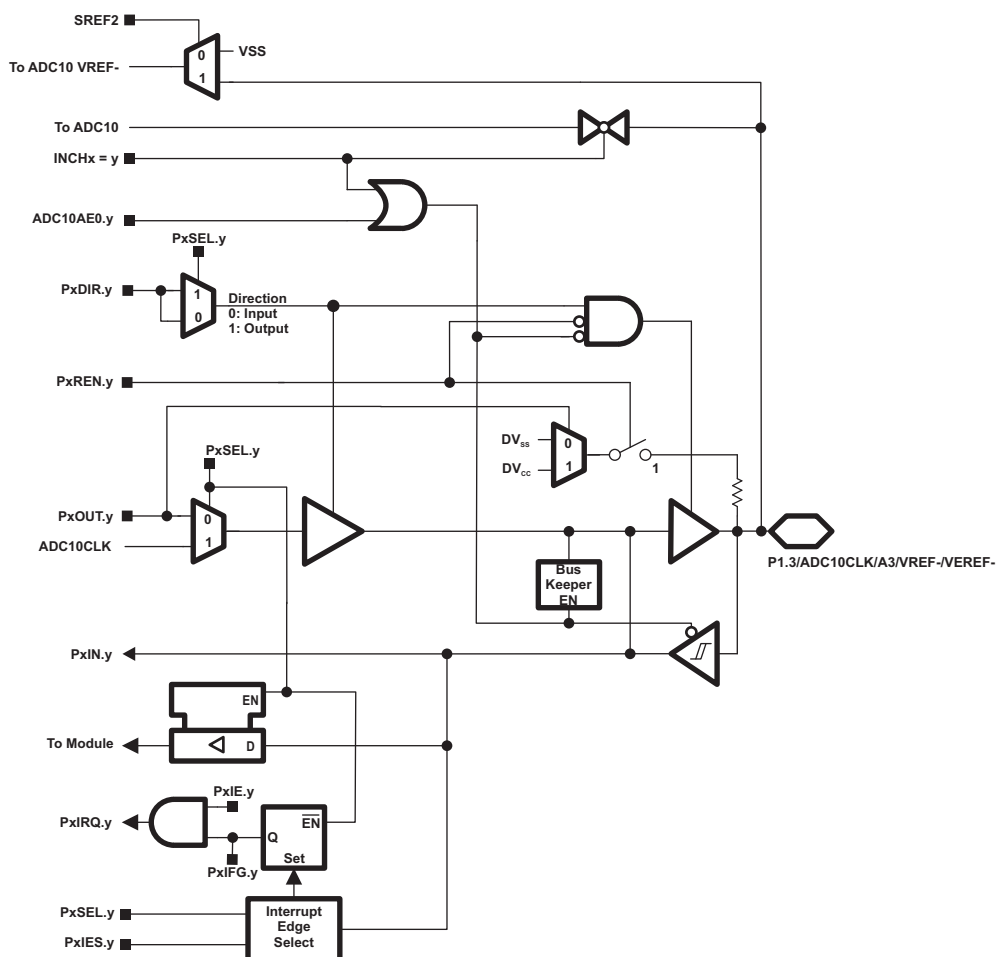 SREF2
0
VSS
To ADC10 VREF-
1
To ADC10
INCHx = y
ADC10AE0.y
PxSEL.y
PxDIR.y
1
0
Direction
0: Input
1: Output
PxREN.y
DVSS
0
DVCC
1
1
PxSEL.y
PxOUT.y
0
ADC10CLK
1
P1.3/ADC10CLK/A3/VREF-/VEREF-
Bus
Keeper
EN
PxIN.y
EN
To Module
D
PxIE.y
PxIRQ.y
EN
Q
Set
PxIFG.y
PxSEL.y
Interrupt
Edge
Select
PxIES.y